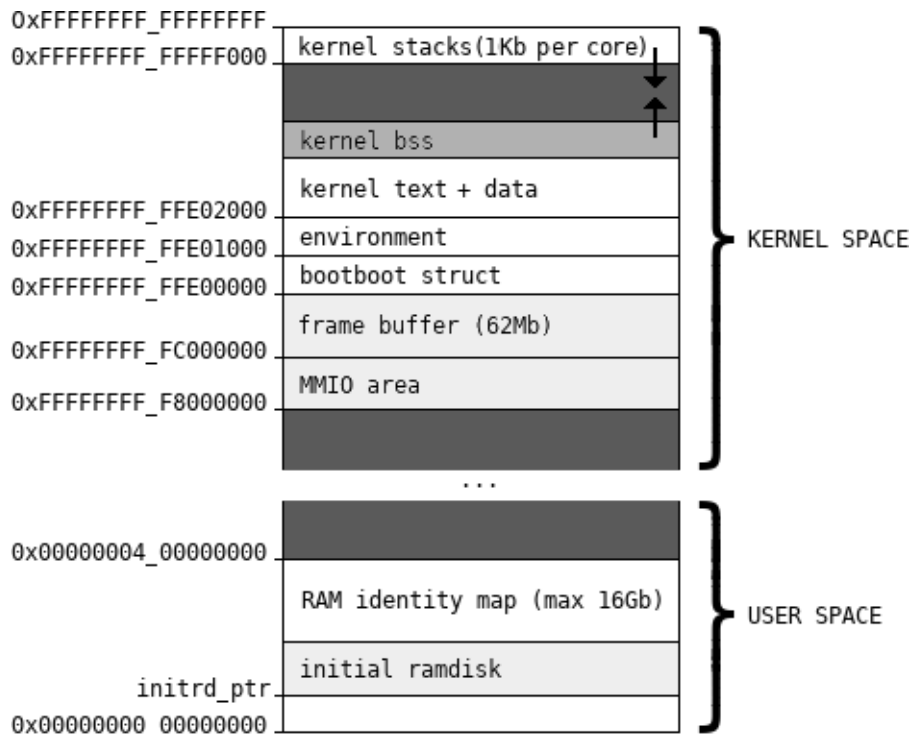 0xFFFFFFFF_FFFFFFFF
kernel stacks(1Kb per core)
0xFFFFFFFF_FFFFF000
kernel bss
kernel text + data
0xFFFFFFFF_FFE02000
environment
0xFFFFFFFF_FFE01000
KERNEL SPACE
bootboot struct
0xFFFFFFFF_FFE00000
frame buffer (62Mb)
0xFFFFFFFF_FC000000
MMIO area
0xFFFFFFFF_F8000000
...
0x00000004_00000000
RAM identity map (max 16Gb)
USER SPACE
initial ramdisk
initrd_ptr
0x00000000_00000000